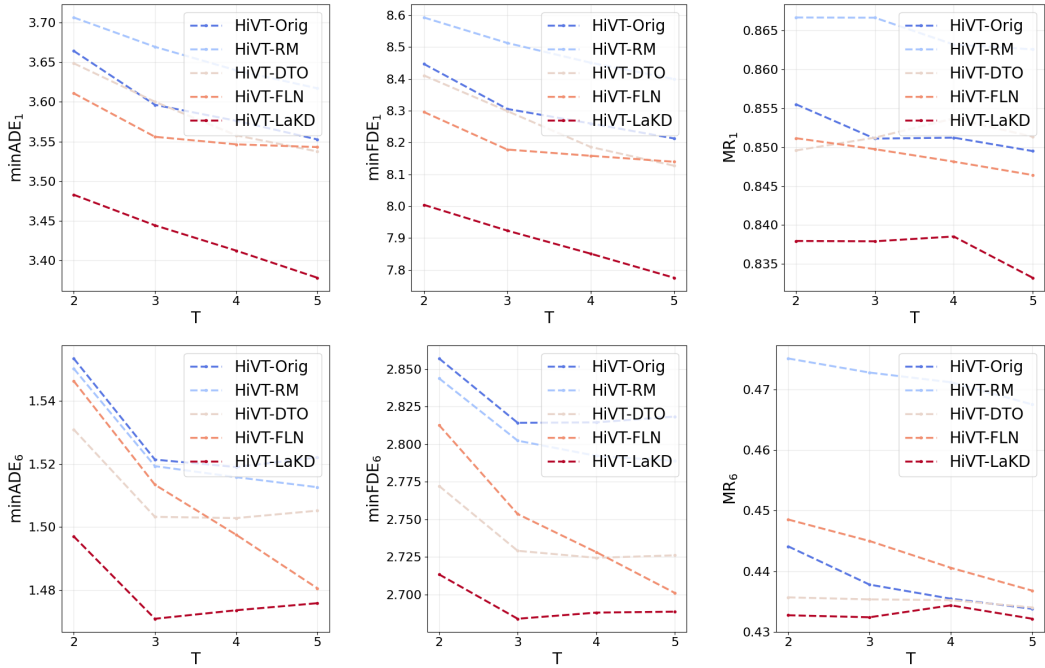 minADE1
3.70
3.65
3.60
3.55
3.50
3.45
3.40
HiVT-Orig
HiVT-RM
HiVT-DTO
HiVT-FLN
HiVT-LaKD
2 3 4 5
T
minFDE1
8.6
8.5
8.4
8.3
8.2
8.1
8.0
7.9
7.8
HiVT-Orig
HiVT-RM
HiVT-DTO
HiVT-FLN
HiVT-LaKD
2 3 4 5
T
MR1
0.865
0.860
0.855
0.850
0.845
0.840
0.835
HiVT-Orig
HiVT-RM
HiVT-DTO
HiVT-FLN
HiVT-LaKD
2 3 4 5
T
minADE6
1.54
1.52
1.50
1.48
HiVT-Orig
HiVT-RM
HiVT-DTO
HiVT-FLN
HiVT-LaKD
2 3 4 5
T
minFDE6
2.850
2.825
2.800
2.775
2.750
2.725
2.700
HiVT-Orig
HiVT-RM
HiVT-DTO
HiVT-FLN
HiVT-LaKD
2 3 4 5
T
MR6
0.47
0.46
0.45
0.44
0.43
HiVT-Orig
HiVT-RM
HiVT-DTO
HiVT-FLN
HiVT-LaKD
2 3 4 5
T